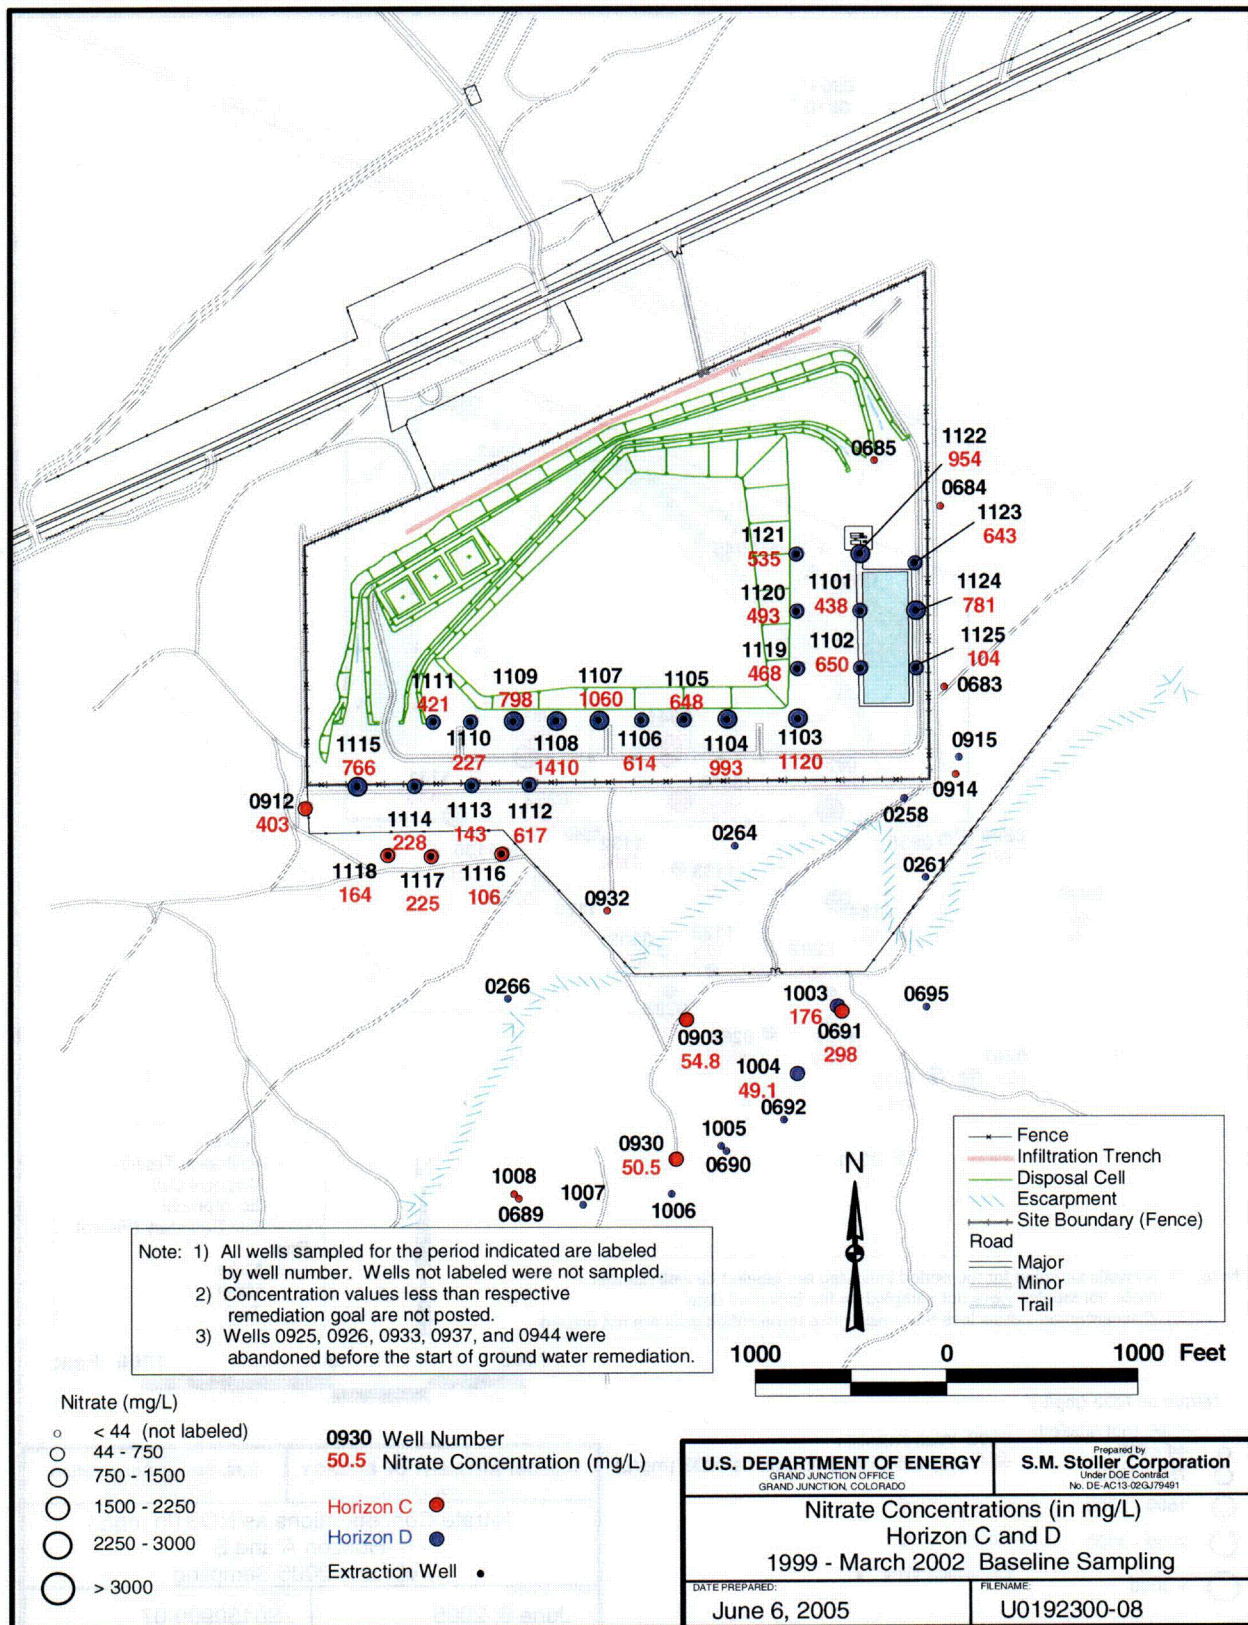 1122
954
0685
0684
1123
643
1121
535
1101
438
1124
781
1120
493
1102
650
1125
104
1119
468
0683
1111
421
1109
798
1107
1060
1105
648
1115
766
1110
227
1108
1410
1106
614
1104
993
1103
1120
0915
0914
0258
0912
403
1114
228
1113
143
1112
617
0264
0261
1118
164
1117
225
1116
106
0932
0266
1003
176
0691
298
0695
0903
54.8
1004
49.1
0692
0930
50.5
1005
0690
1008
0689
1007
1006
N
Fence
Infiltration Trench
Disposal Cell
Escarpment
Site Boundary (Fence)
Road
Major
Minor
Trail
Note: 1) All wells sampled for the period indicated are labeled
by well number. Wells not labeled were not sampled.
2) Concentration values less than respective
remediation goal are not posted.
3) Wells 0925, 0926, 0933, 0937, and 0944 were
abandoned before the start of ground water remediation.
1000 0 1000 Feet
Nitrate (mg/L)
< 44 (not labeled)
44 - 750
750 - 1500
1500 - 2250
2250 - 3000
> 3000
0930 Well Number
50.5 Nitrate Concentration (mg/L)
Horizon C
Horizon D
Extraction Well
U.S. DEPARTMENT OF ENERGY
GRAND JUNCTION OFFICE
GRAND JUNCTION, COLORADO
Prepared by
S.M. Stoller Corporation
Under DOE Contract
No. DE-AC13-02GJ79491
Nitrate Concentrations (in mg/L)
Horizon C and D
1999 - March 2002 Baseline Sampling
DATE PREPARED:
June 6, 2005
FILENAME:
U0192300-08